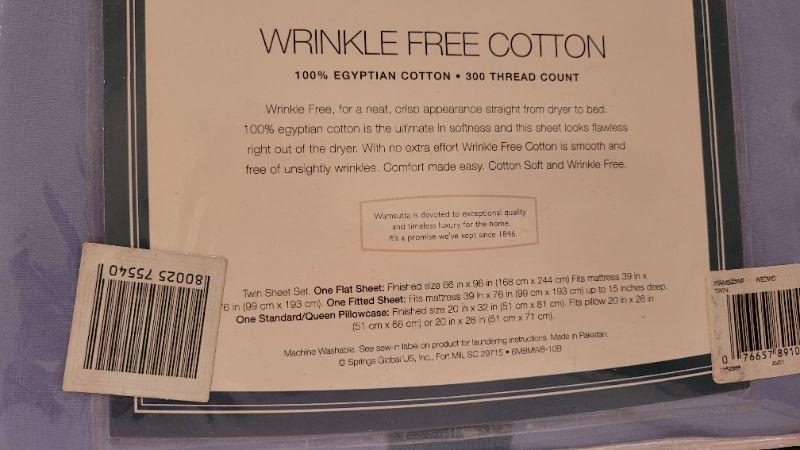 WRINKLE FREE COTTON
100% EGYPTIAN COTTON • 300 THREAD COUNT
Wrinkle Free, for a neat, crisp appearance straight from dryer to bed.
100% egyptian cotton is the ultimate in softness and this sheet looks flawless
right out of the dryer. With no extra effort Wrinkle Free Cotton is smooth and
free of unsightly wrinkles. Comfort made easy. Cotton Soft and Wrinkle Free.
Wamsutta is devoted to exceptional quality
and timeless luxury for the home.
It's a promise we've kept since 1846.
Twin Sheet Set. One Flat Sheet: Finished size 66 in x 96 in (168 cm x 244 cm) Fits mattress 39 in x
6 in (99 cm x 193 cm). One Fitted Sheet: Fits mattress 39 in x 76 in (99 cm x 193 cm) up to 15 inches deep.
One Standard/Queen Pillowcase: Finished size 20 in x 32 in (51 cm x 81 cm). Fits pillow 20 in x 26 in
(51 cm x 66 cm) or 20 in x 28 in (51 cm x 71 cm).
Machine Washable. See sew-in label on product for laundering instructions. Made in Pakistan.
© Springs Global US, Inc., Fort Mill, SC 29715 • 6MBMW8-10B
80025 75540
TWIN
0 76657 8910